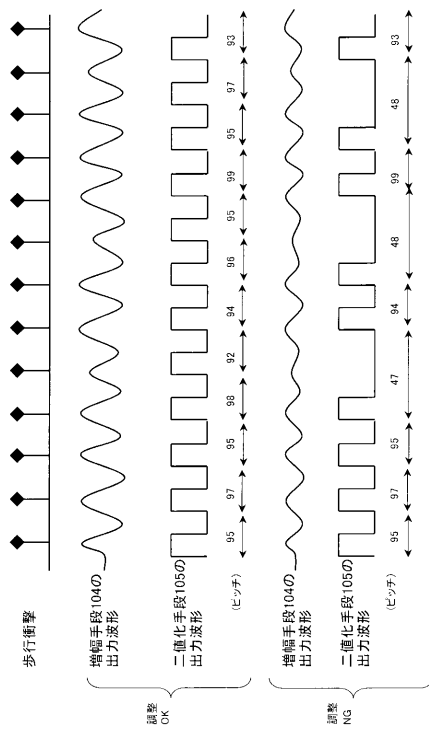 歩行衝撃
調整
OK
増幅手段104の
出力波形
二値化手段105の
出力波形
(ピッチ)
95
97
95
98
92
94
96
95
99
95
97
93
調整
NG
増幅手段104の
出力波形
二値化手段105の
出力波形
(ピッチ)
95
97
95
47
94
48
99
48
93